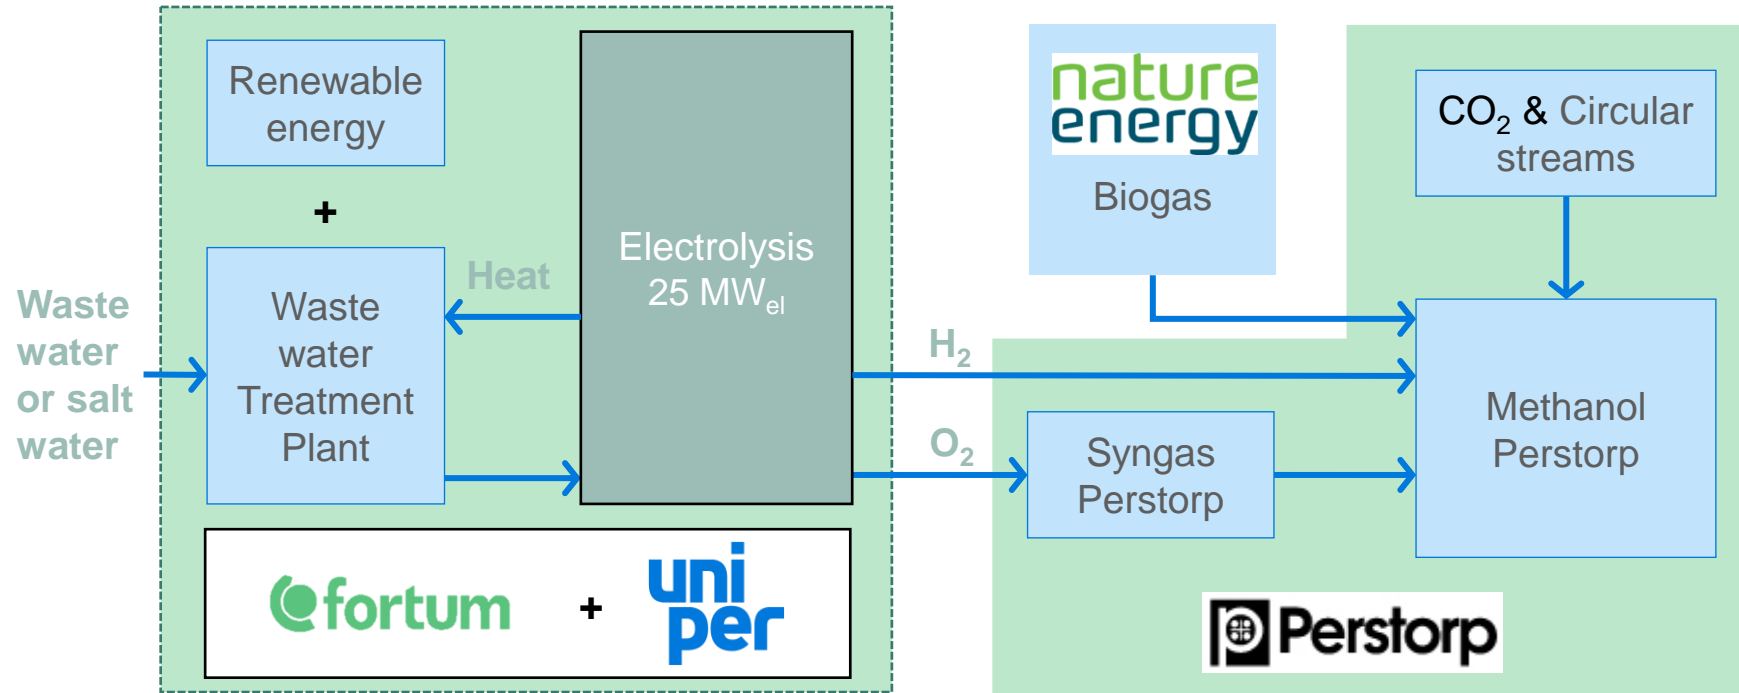 Renewable
energy
+
Waste
water
Treatment
Plant
Waste
water
or salt
water
Heat
Electrolysis
25 MWₑₗ
fortum
+
uni
per
H₂
O₂
nature
energy
Biogas
Syngas
Perstorp
CO₂ & Circular
streams
Methanol
Perstorp
Perstorp